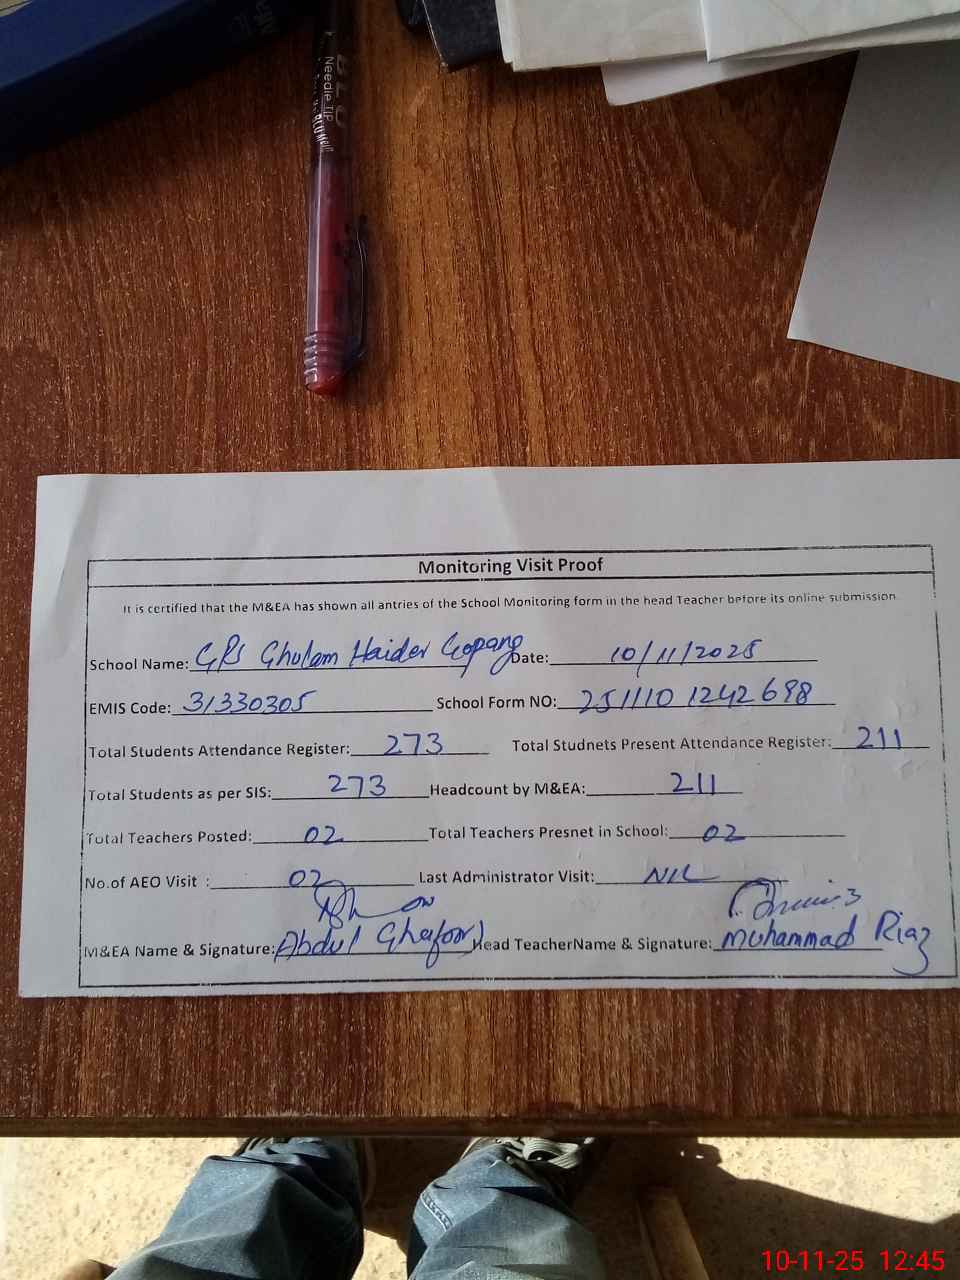 Needle TIP
Monitoring Visit Proof
It is certified that the M&EA has shown all antries of the School Monitoring form in the head Teacher before its online submission.
School Name: GPS Ghulam Haider Gopang Date: 10/11/2025
EMIS Code: 31330305 School Form NO: 251110 1242698
Total Students Attendance Register: 273 Total Studnets Present Attendance Register: 211
Total Students as per SIS: 273 Headcount by M&EA: 211
Total Teachers Posted: 02 Total Teachers Presnet in School: 02
No.of AEO Visit : 02 Last Administrator Visit: NIL
M&EA Name & Signature: Abdul Ghafoor Head TeacherName & Signature: Muhammad Riaz
10-11-25 12:45